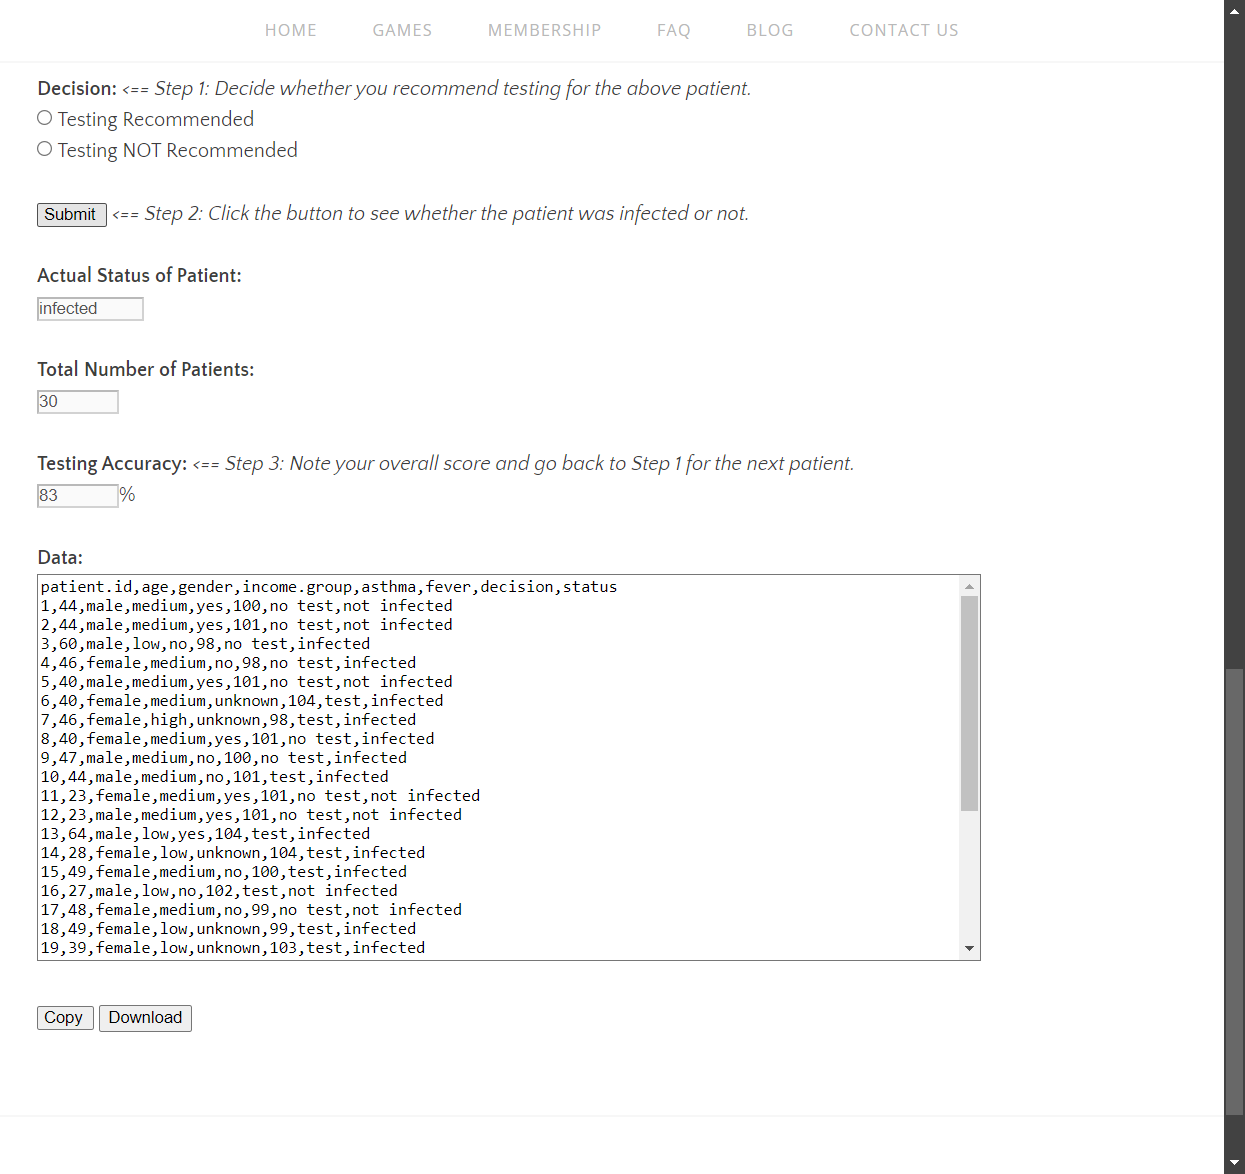 HOME GAMES MEMBERSHIP FAQ BLOG CONTACT US
Decision: <== Step 1: Decide whether you recommend testing for the above patient.
Testing Recommended
Testing NOT Recommended
Submit <== Step 2: Click the button to see whether the patient was infected or not.
Actual Status of Patient:
infected
Total Number of Patients:
30
Testing Accuracy: <== Step 3: Note your overall score and go back to Step 1 for the next patient.
83 %
Data:
patient.id,age,gender,income.group,asthma,fever,decision,status
1,44,male,medium,yes,100,no test,not infected
2,44,male,medium,yes,101,no test,not infected
3,60,male,low,no,98,no test,infected
4,46,female,medium,no,98,no test,infected
5,40,male,medium,yes,101,no test,not infected
6,40,female,medium,unknown,104,test,infected
7,46,female,high,unknown,98,test,infected
8,40,female,medium,yes,101,no test,infected
9,47,male,medium,no,100,no test,infected
10,44,male,medium,no,101,test,infected
11,23,female,medium,yes,101,no test,not infected
12,23,male,medium,yes,101,no test,not infected
13,64,male,low,yes,104,test,infected
14,28,female,low,unknown,104,test,infected
15,49,female,medium,no,100,test,infected
16,27,male,low,no,102,test,not infected
17,48,female,medium,no,99,no test,not infected
18,49,female,low,unknown,99,test,infected
19,39,female,low,unknown,103,test,infected
Copy Download